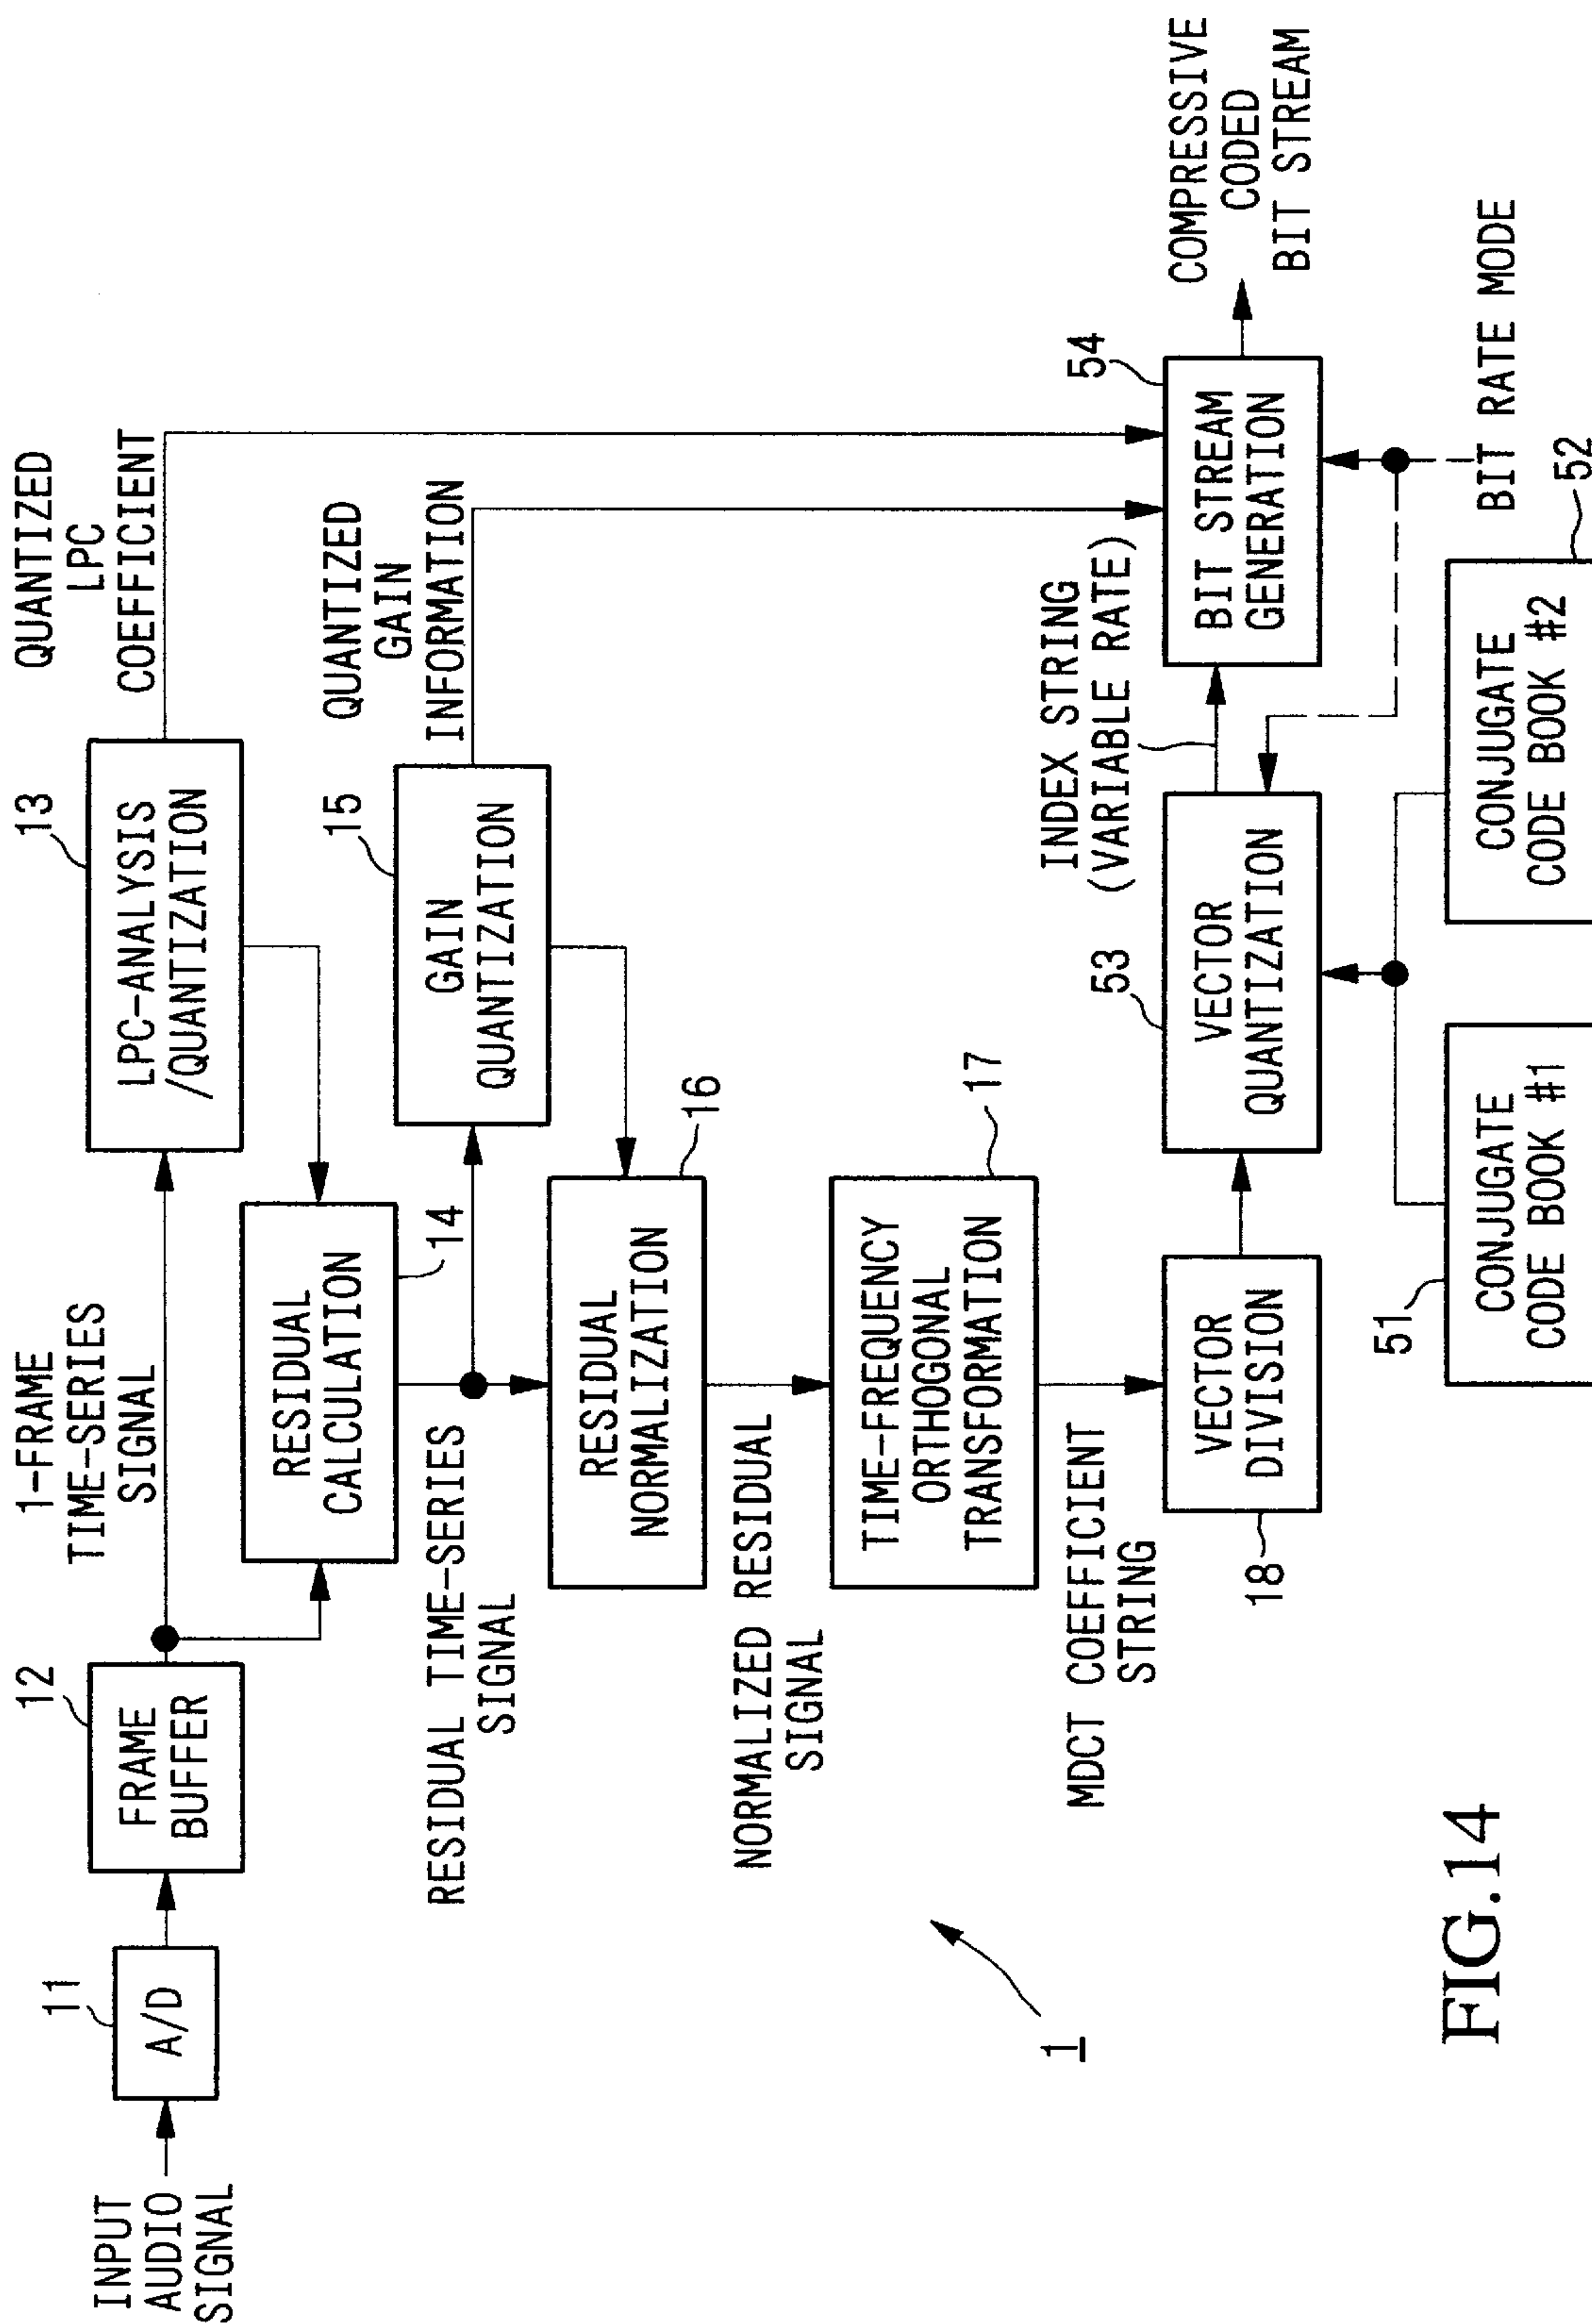 INPUT
AUDIO
SIGNAL
11
A/D
12
FRAME
BUFFER
1-FRAME
TIME-SERIES
SIGNAL
13
LPC-ANALYSIS
/QUANTIZATION
QUANTIZED
LPC
COEFFICIENT
RESIDUAL
CALCULATION
14
15
GAIN
QUANTIZATION
QUANTIZED
GAIN
INFORMATION
RESIDUAL TIME-SERIES
SIGNAL
RESIDUAL
NORMALIZATION
16
NORMALIZED RESIDUAL
SIGNAL
TIME-FREQUENCY
ORTHOGONAL
TRANSFORMATION
17
MDCT COEFFICIENT
STRING
VECTOR
DIVISION
18
53
VECTOR
QUANTIZATION
INDEX STRING
(VARIABLE RATE)
54
BIT STREAM
GENERATION
COMPRESSIVE
CODED
BIT STREAM
BIT RATE MODE
51
CONJUGATE
CODE BOOK #1
52
CONJUGATE
CODE BOOK #2
1
FIG.14